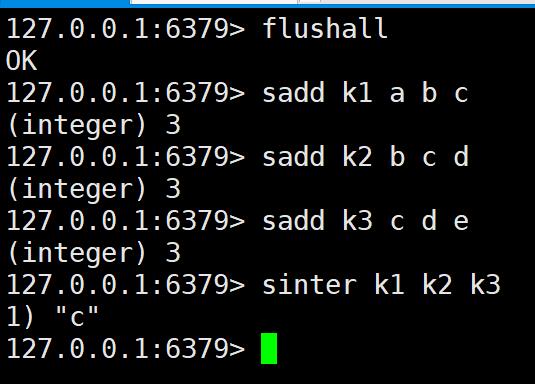 127.0.0.1:6379> flushall
OK
127.0.0.1:6379> sadd k1 a b c
(integer) 3
127.0.0.1:6379> sadd k2 b c d
(integer) 3
127.0.0.1:6379> sadd k3 c d e
(integer) 3
127.0.0.1:6379> sinter k1 k2 k3
1) "c"
127.0.0.1:6379>